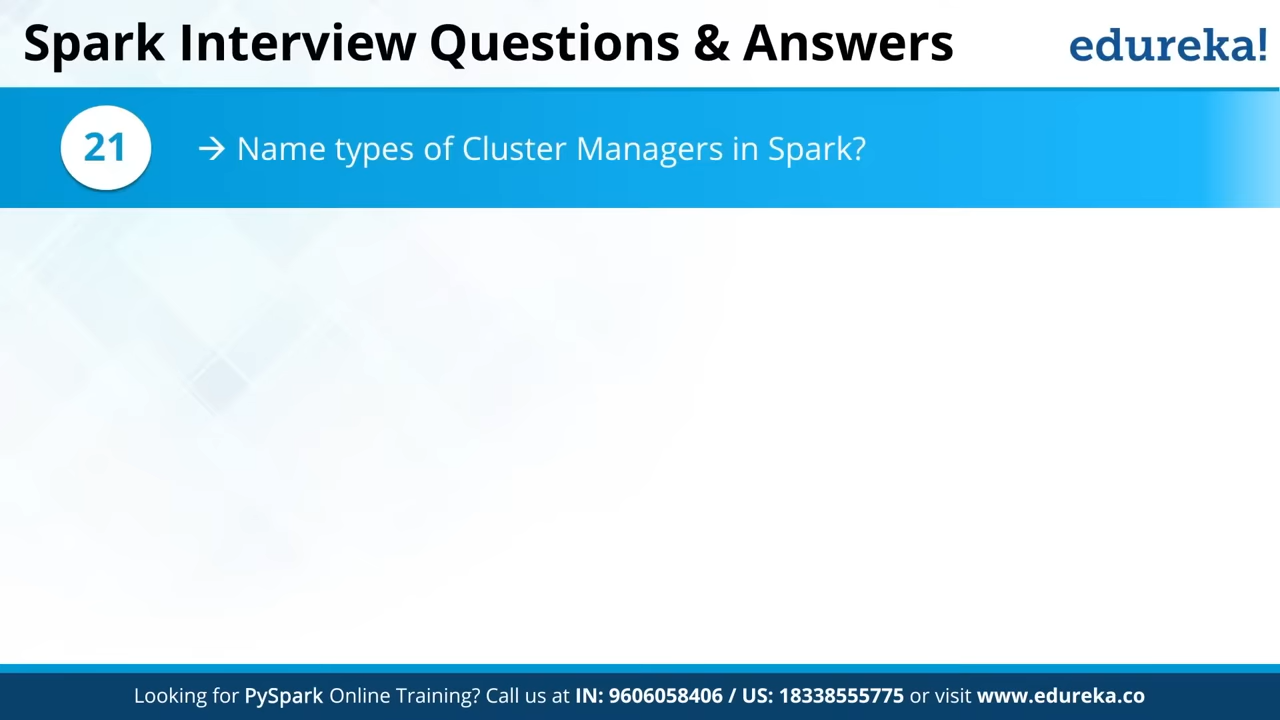 Spark Interview Questions & Answers
edureka!
21
→ Name types of Cluster Managers in Spark?
Looking for PySpark Online Training? Call us at IN: 9606058406 / US: 18338555775 or visit www.edureka.co